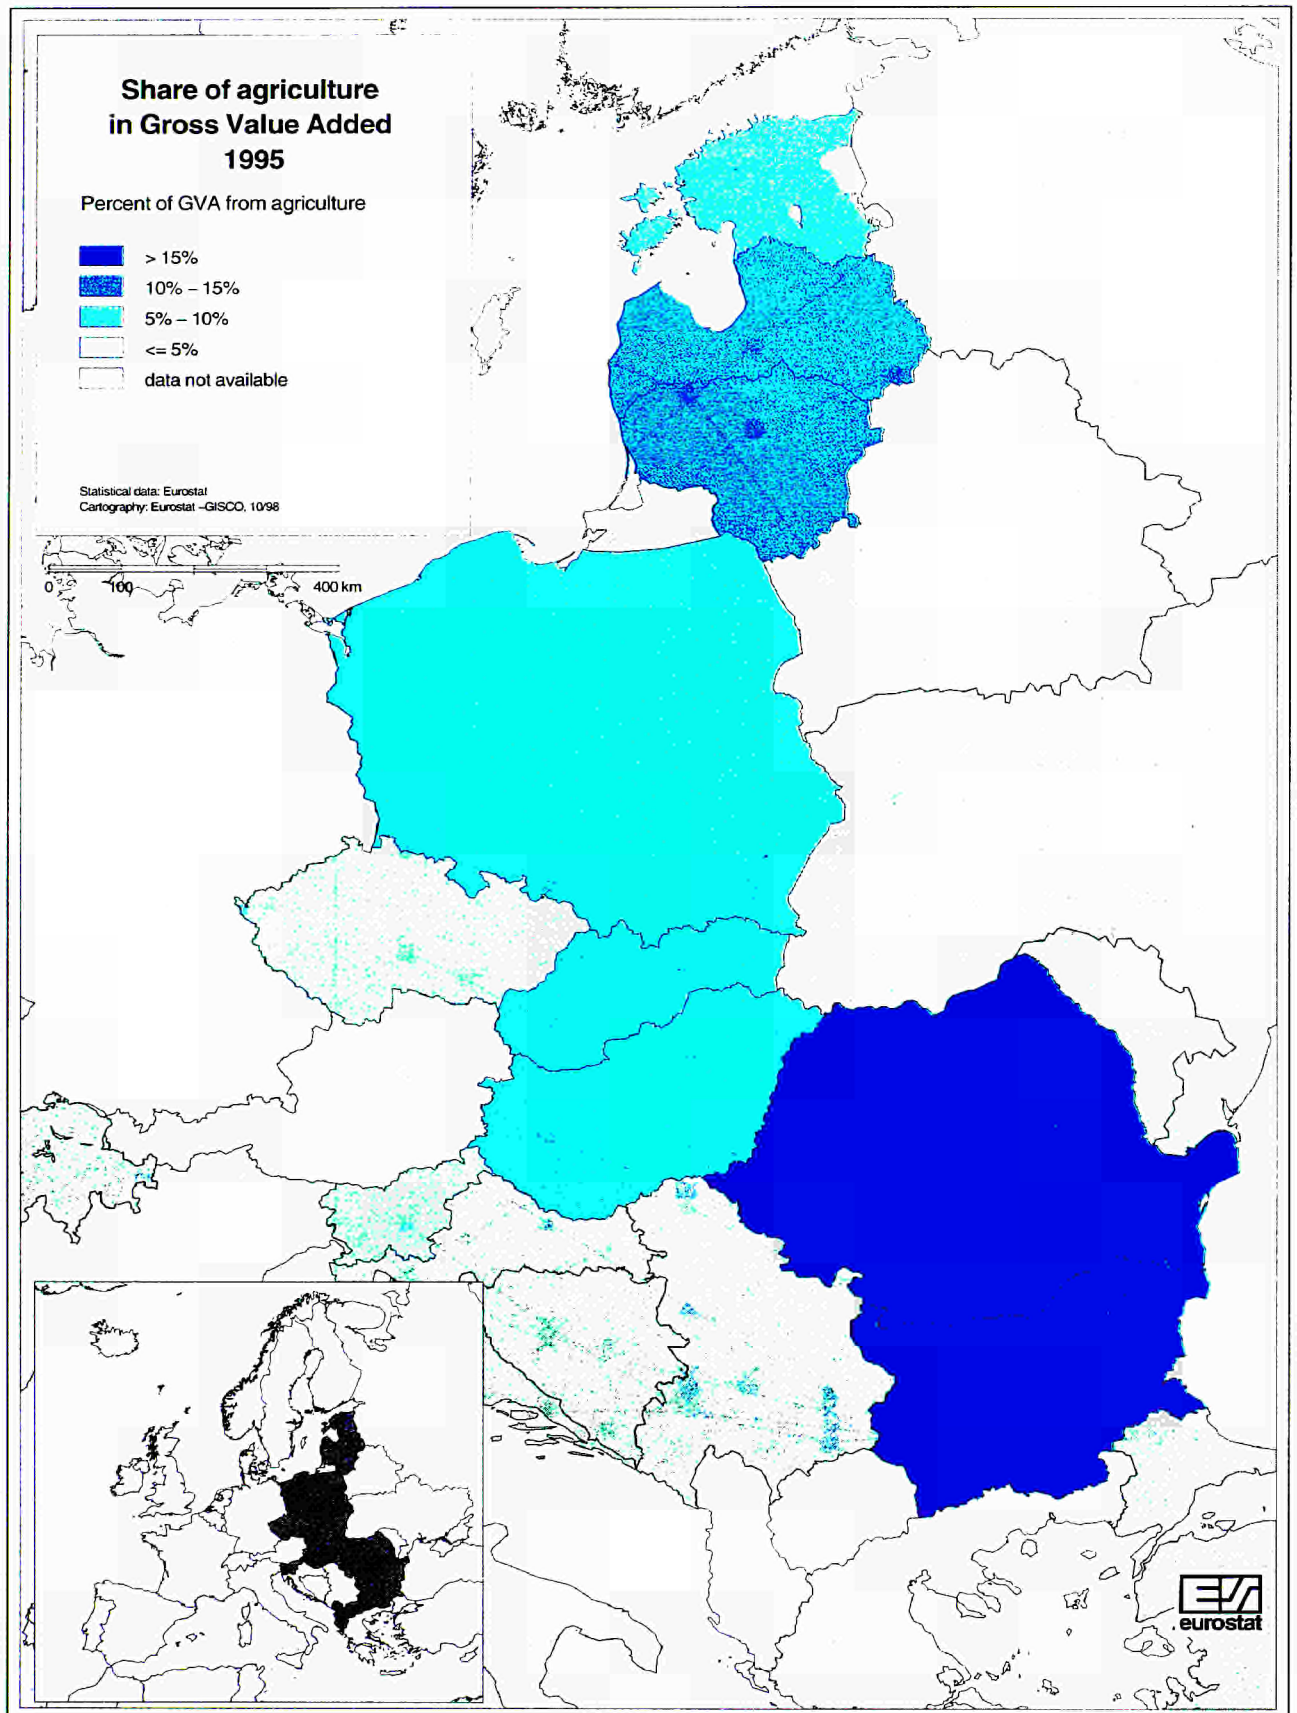 Share of agriculture
in Gross Value Added
1995
Percent of GVA from agriculture
> 15%
10% – 15%
5% – 10%
<= 5%
data not available
Statistical data: Eurostat
Cartography: Eurostat –GISCO, 10/98
0 100 400 km
eurostat